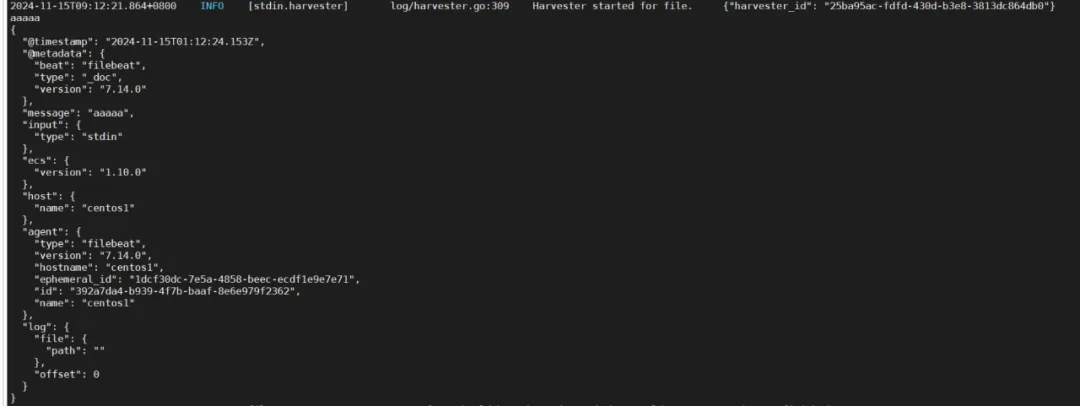 2024-11-15T09:12:21.864+0800 INFO [stdin.harvester] log/harvester.go:309 Harvester started for file. {"harvester_id": "25ba95ac-fdfd-430d-b3e8-3813dc864db0"}
aaaaa
{
"@timestamp": "2024-11-15T01:12:24.153Z",
"@metadata": {
"beat": "filebeat",
"type": "_doc",
"version": "7.14.0"
},
"message": "aaaaa",
"input": {
"type": "stdin"
},
"ecs": {
"version": "1.10.0"
},
"host": {
"name": "centos1"
},
"agent": {
"type": "filebeat",
"version": "7.14.0",
"hostname": "centos1",
"ephemeral_id": "1dcf30dc-7e5a-4858-beec-ecdf1e9e7e71",
"id": "392a7da4-b939-4f7b-baaf-8e6e979f2362",
"name": "centos1"
},
"log": {
"file": {
"path": ""
},
"offset": 0
}
}